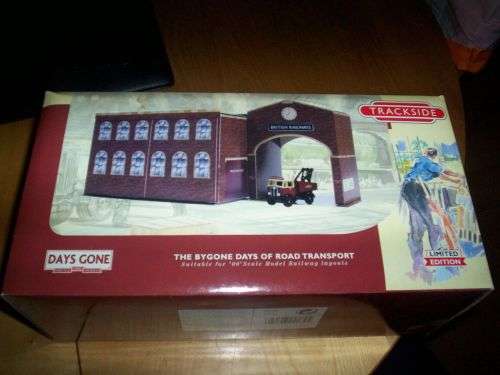 TRACKSIDE
BRITISH RAILWAYS
DAYS GONE
THE BYGONE DAYS OF ROAD TRANSPORT
Suitable for '00' Scale Model Railway layouts
LIMITED
EDITION